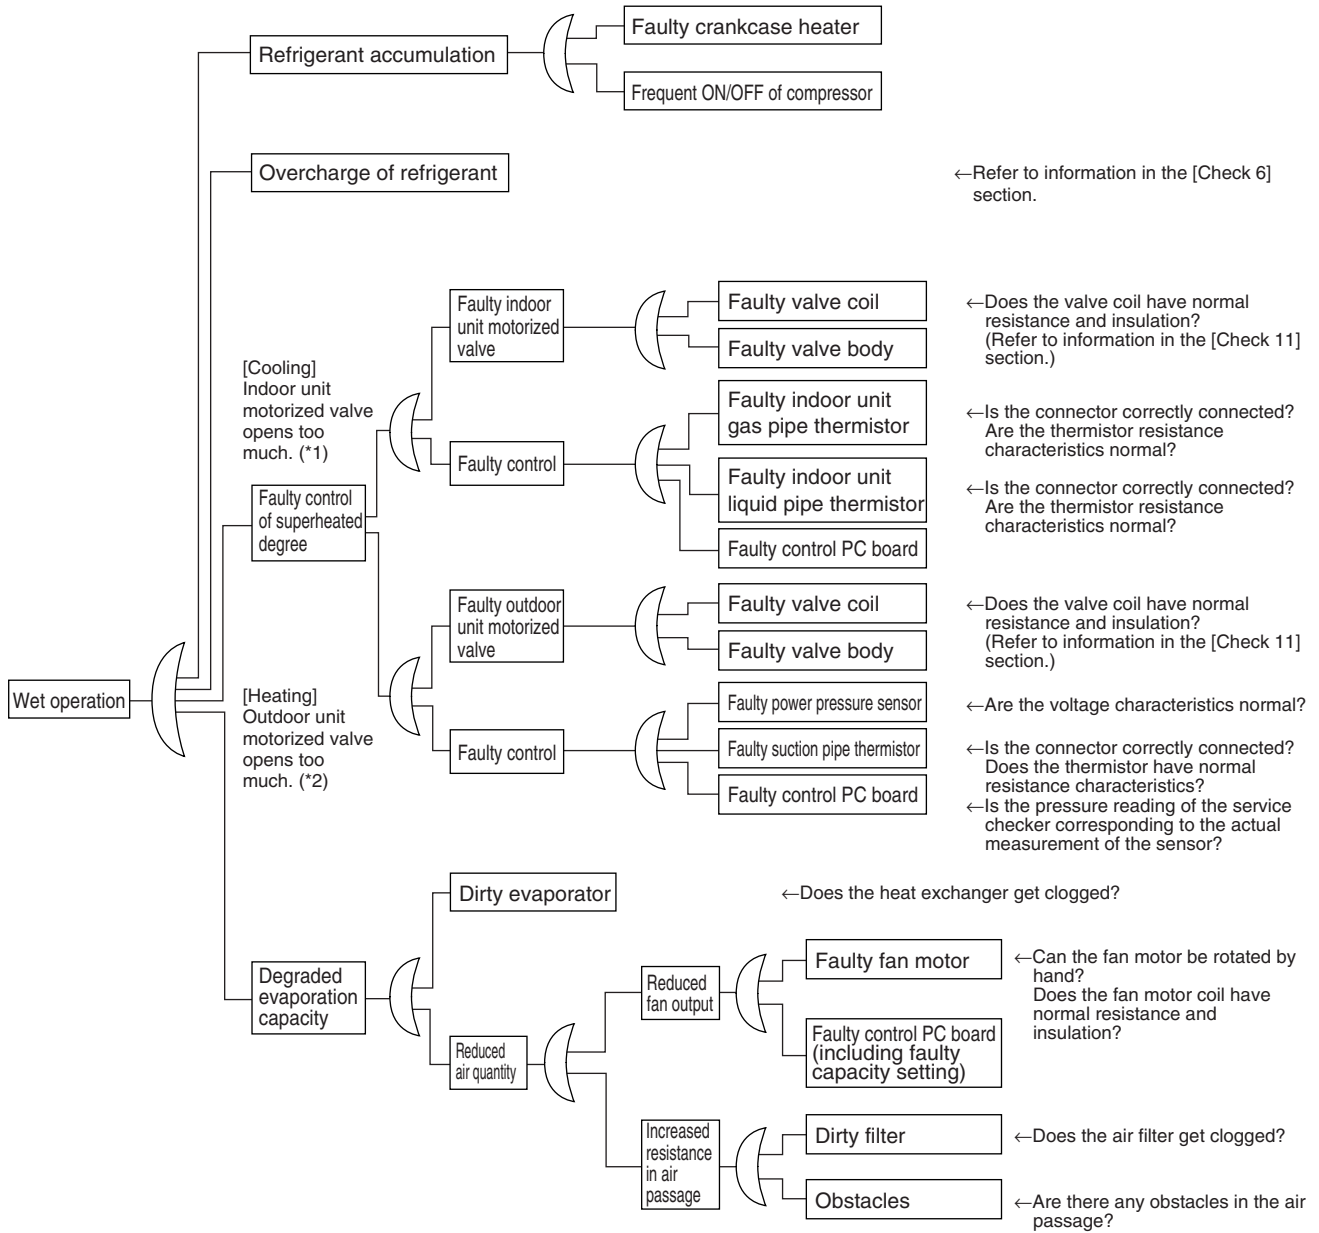 Refrigerant accumulation
Faulty crankcase heater
Frequent ON/OFF of compressor
Overcharge of refrigerant
←Refer to information in the [Check 6]
section.
[Cooling]
Indoor unit
motorized valve
opens too
much. (*1)
Faulty indoor
unit motorized
valve
Faulty valve coil
←Does the valve coil have normal
resistance and insulation?
(Refer to information in the [Check 11]
section.)
Faulty valve body
Faulty control
Faulty indoor unit
gas pipe thermistor
←Is the connector correctly connected?
Are the thermistor resistance
characteristics normal?
Faulty indoor unit
liquid pipe thermistor
←Is the connector correctly connected?
Are the thermistor resistance
characteristics normal?
Faulty control PC board
Faulty control
of superheated
degree
Faulty outdoor
unit motorized
valve
Faulty valve coil
←Does the valve coil have normal
resistance and insulation?
(Refer to information in the [Check 11]
section.)
Faulty valve body
Wet operation
[Heating]
Outdoor unit
motorized valve
opens too
much. (*2)
Faulty control
Faulty power pressure sensor
←Are the voltage characteristics normal?
Faulty suction pipe thermistor
←Is the connector correctly connected?
Does the thermistor have normal
resistance characteristics?
Faulty control PC board
←Is the pressure reading of the service
checker corresponding to the actual
measurement of the sensor?
Dirty evaporator
←Does the heat exchanger get clogged?
Degraded
evaporation
capacity
Reduced
air quantity
Reduced
fan output
Faulty fan motor
←Can the fan motor be rotated by
hand?
Does the fan motor coil have
normal resistance and
insulation?
Faulty control PC board
(including faulty
capacity setting)
Increased
resistance
in air
passage
Dirty filter
←Does the air filter get clogged?
Obstacles
←Are there any obstacles in the air
passage?